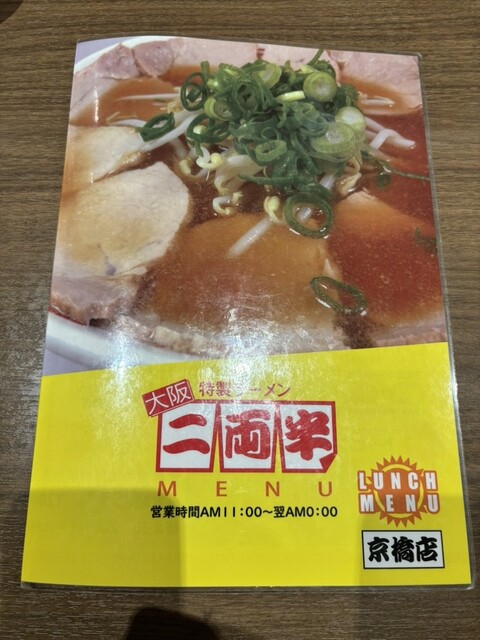 大阪 特製ラーメン
二両半
MENU
営業時間AM11:00〜翌AM0:00
LUNCH
MENU
京橋店